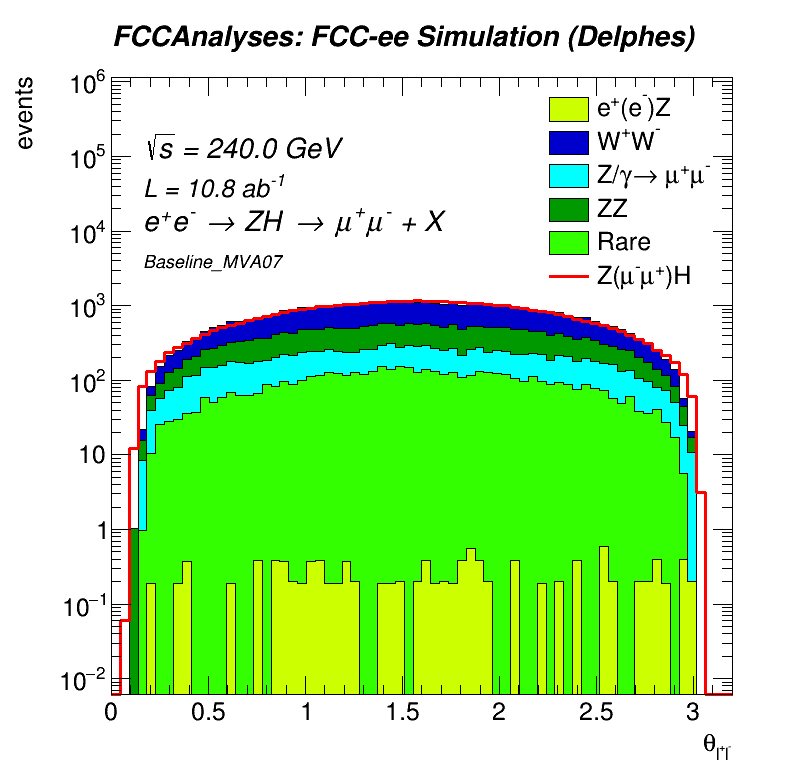 FCCAnalyses: FCC-ee Simulation (Delphes)
events
10⁶
10⁵
10⁴
10³
10²
10
1
10⁻¹
10⁻²
√s = 240.0 GeV
L = 10.8 ab⁻¹
e⁺e⁻ → ZH → μ⁺μ⁻ + X
Baseline_MVA07
e⁺(e⁻)Z
W⁺W⁻
Z/γ→ μ⁺μ⁻
ZZ
Rare
Z(μ⁻μ⁺)H
0 0.5 1 1.5 2 2.5 3
θ_{l⁺l⁻}